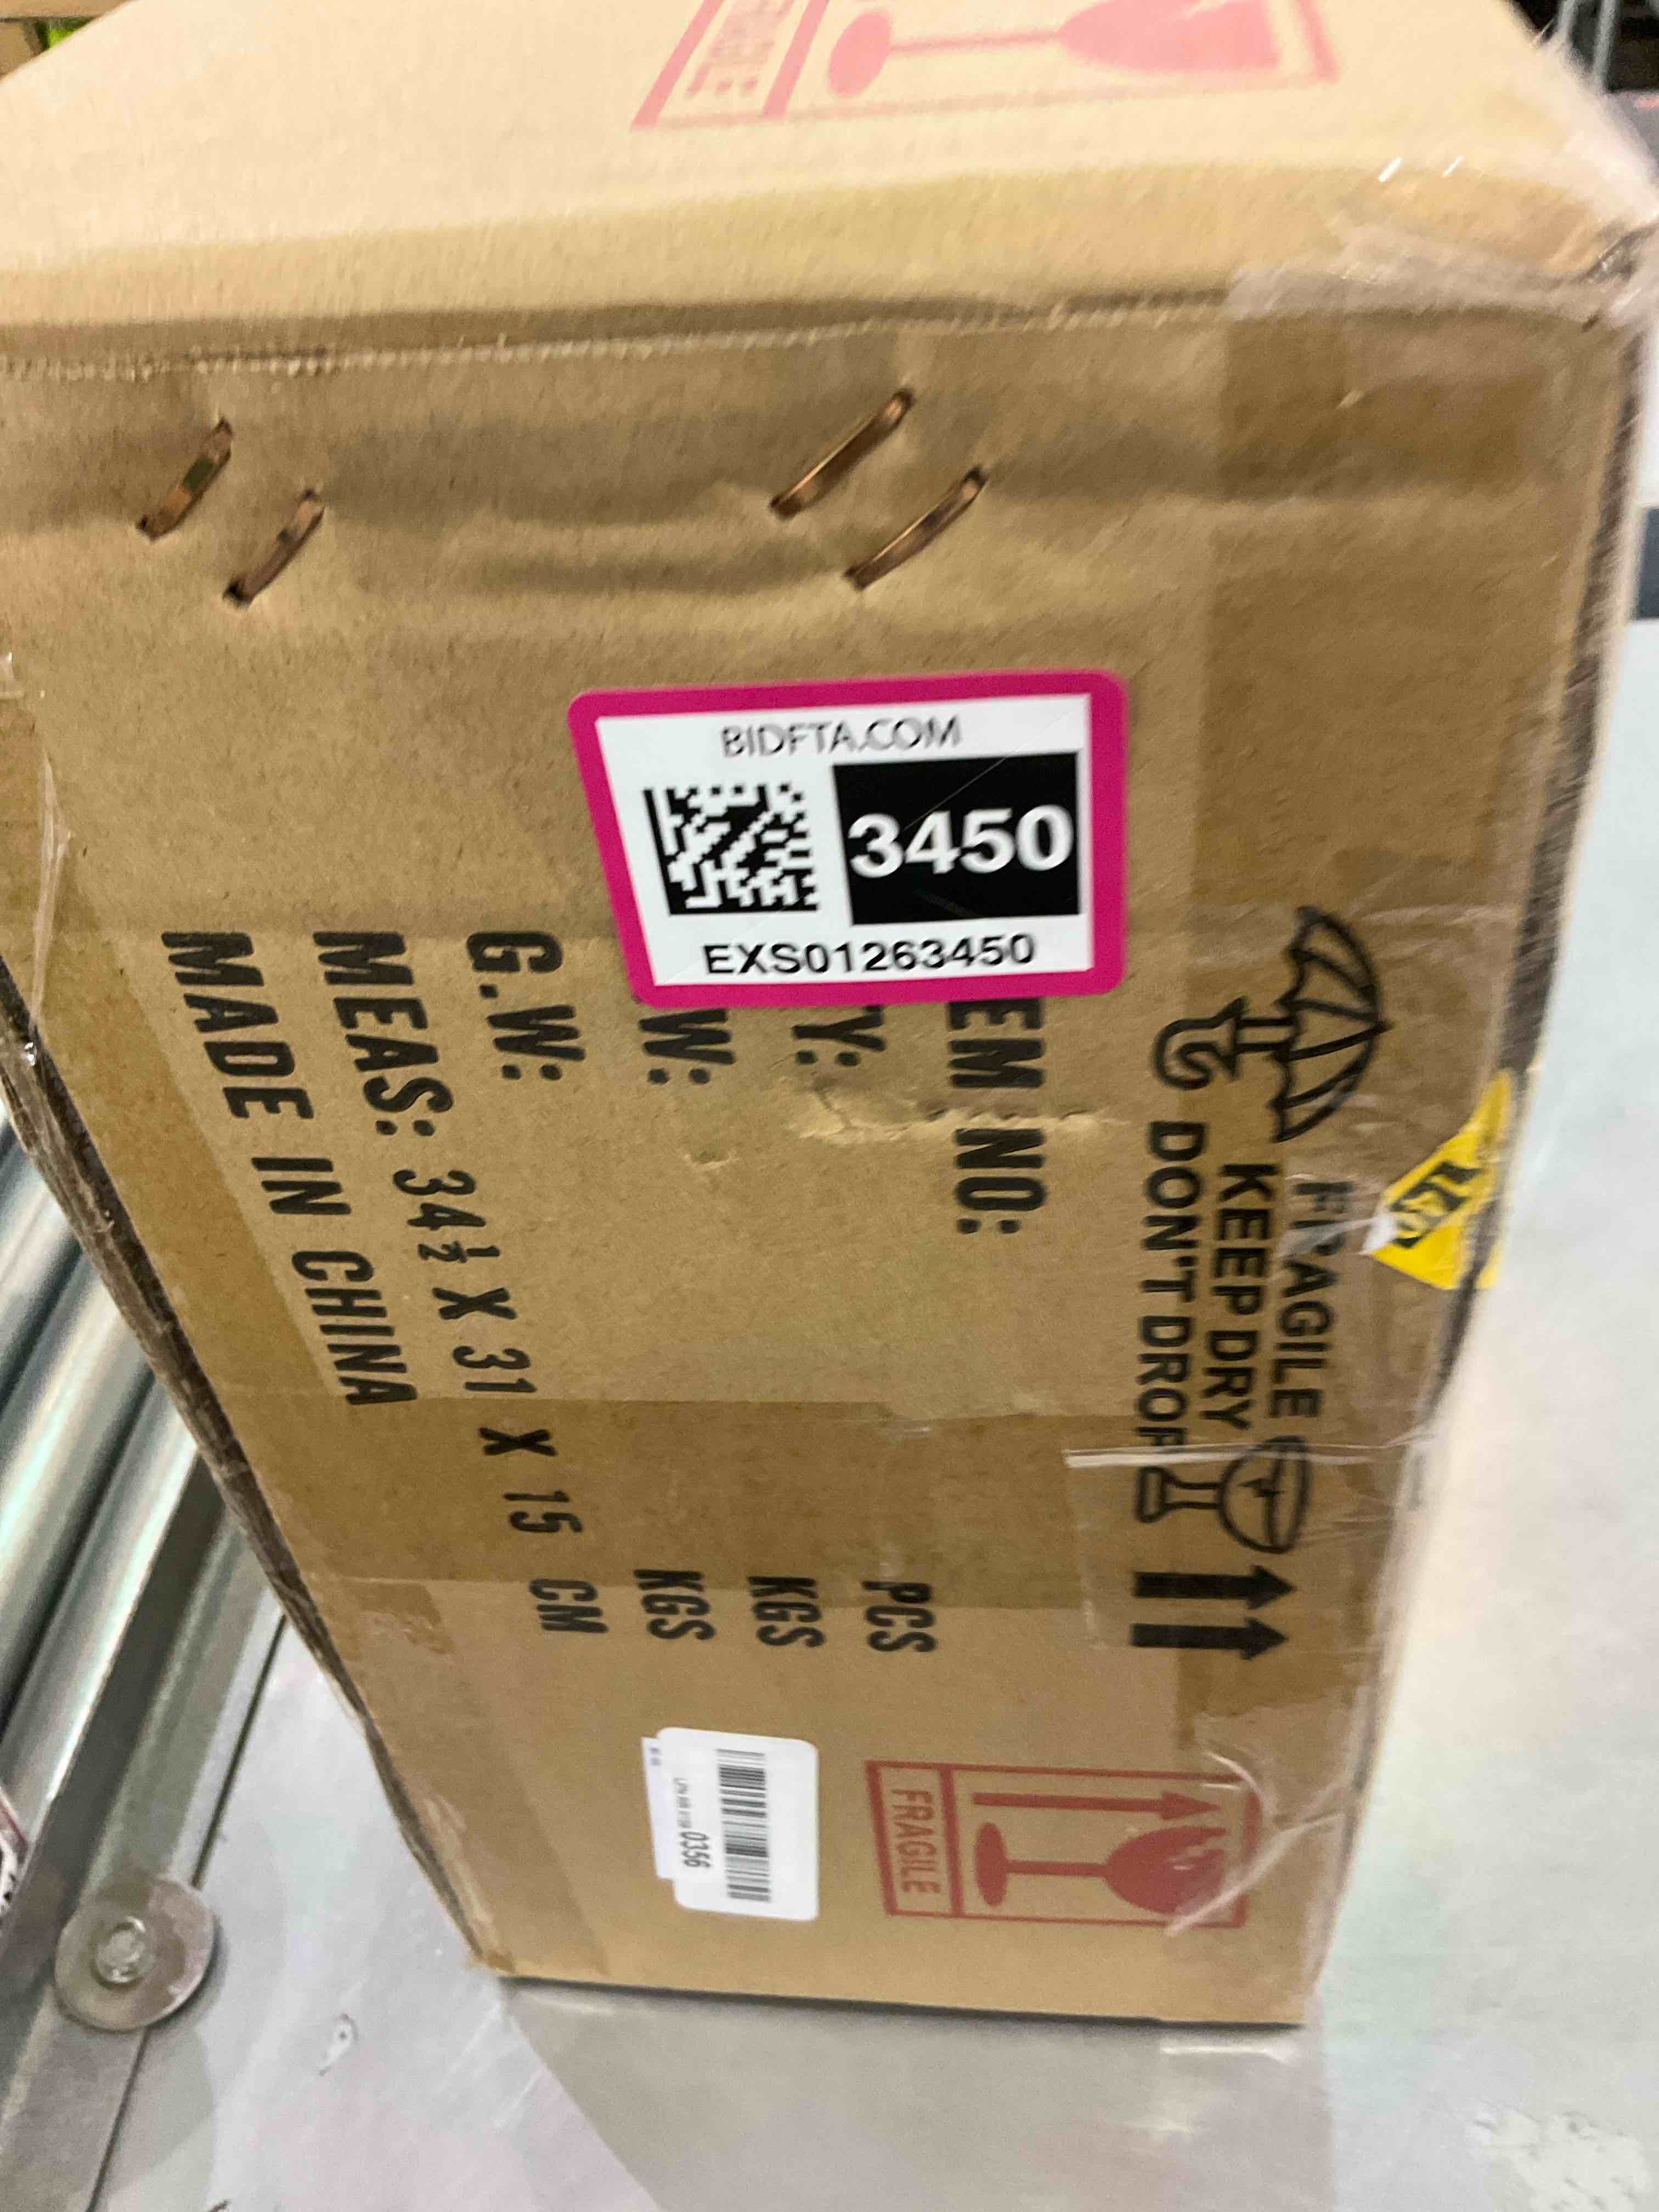 BIDFTA.COM
3450
EXS01263450
FRAGILE
KEEP DRY
DON'T DROP
EM NO:
Y: PCS
W: KGS
G.W: KGS
MEAS: 34½ X 31 X 15 CM
MADE IN CHINA
FRAGILE
0356